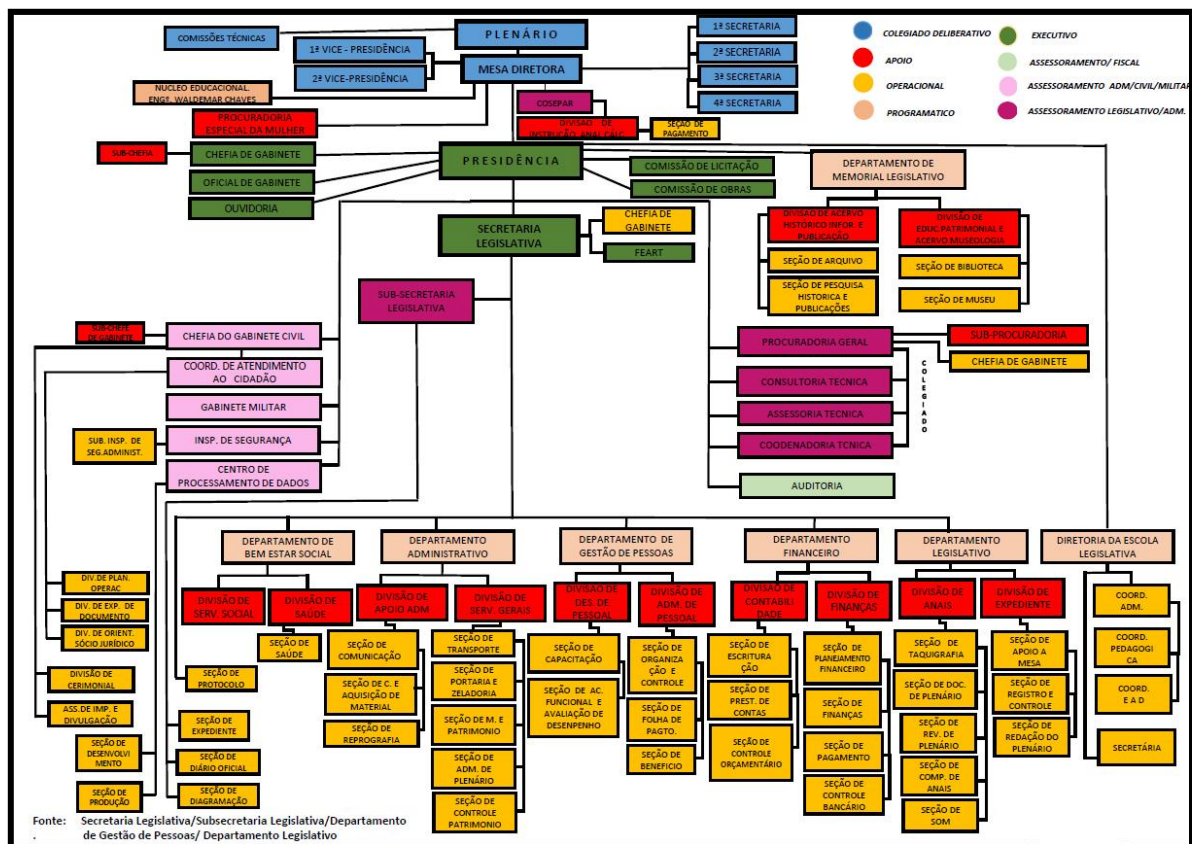 PLENÁRIO
COMISSÕES TÉCNICAS
1ª VICE - PRESIDÊNCIA
2ª VICE-PRESIDÊNCIA
MESA DIRETORA
1ª SECRETARIA
2ª SECRETARIA
3ª SECRETARIA
4ª SECRETARIA
COLEGIADO DELIBERATIVO
APOIO
OPERACIONAL
PROGRAMATICO
EXECUTIVO
ASSESSORAMENTO/ FISCAL
ASSESSORAMENTO ADM/CIVIL/MILITAR
ASSESSORAMENTO LEGISLATIVO/ADM.
NUCLEO EDUCACIONAL.
ENGº. WALDEMAR CHAVES
PROCURADORIA
ESPECIAL DA MULHER
COSEPAR
DIVISÃO DE
INSTRUÇÃO ANAL CALC
SEÇÃO DE
PAGAMENTO
SUB-CHEFIA
CHEFIA DE GABINETE
OFICIAL DE GABINETE
OUVIDORIA
PRESIDÊNCIA
COMISSÃO DE LICITAÇÃO
COMISSÃO DE OBRAS
DEPARTAMENTO DE
MEMORIAL LEGISLATIVO
DIVISÃO DE ACERVO
HISTÓRICO INFOR. E
PUBLICAÇÃO
SEÇÃO DE ARQUIVO
SEÇÃO DE PESQUISA
HISTORICA E
PUBLICAÇÕES
DIVISÃO DE
EDUC.PATRIMONIAL E
ACERVO MUSEOLOGIA
SEÇÃO DE BIBLIOTECA
SEÇÃO DE MUSEU
SECRETARIA
LEGISLATIVA
CHEFIA DE
GABINETE
FEART
SUB-SECRETARIA
LEGISLATIVA
SUB-CHEFE
DE GABINETE
CHEFIA DO GABINETE CIVIL
COORD. DE ATENDIMENTO
AO CIDADÃO
GABINETE MILITAR
SUB. INSP. DE
SEG.ADMINIST.
INSP. DE SEGURANÇA
CENTRO DE
PROCESSAMENTO DE DADOS
PROCURADORIA GERAL
SUB-PROCURADORIA
CHEFIA DE GABINETE
CONSULTORIA TECNICA
ASSESSORIA TECNICA
COODENADORIA TCNICA
COLEGIADO
AUDITORIA
DEPARTAMENTO DE
BEM ESTAR SOCIAL
DEPARTAMENTO
ADMINISTRATIVO
DEPARTAMENTO
DE GESTÃO DE PESSOAS
DEPARTAMENTO
FINANCEIRO
DEPARTAMENTO
LEGISLATIVO
DIRETORIA DA ESCOLA
LEGISLATIVA
DIV.DE PLAN.
OPERAC
DIV. DE EXP. DE
DOCUMENTO
DIV. DE ORIENT.
SÓCIO JURÍDICO
DIVISÃO DE
CERIMONIAL
ASS.DE IMP. E
DIVULGAÇÃO
SEÇÃO DE
DESENVOLVI
MENTO
SEÇÃO DE
PRODUÇÃO
SEÇÃO DE
PROTOCOLO
SEÇÃO DE
EXPEDIENTE
SEÇÃO DE
DIÁRIO OFICIAL
SEÇÃO DE
DIAGRAMAÇÃO
DIVISÃO DE
SERV. SOCIAL
DIVISÃO DE
SAÚDE
SEÇÃO DE
SAÚDE
DIVISÃO DE
APOIO ADM
SEÇÃO DE
COMUNICAÇÃO
SEÇÃO DE C. E
AQUISIÇÃO DE
MATERIAL
SEÇÃO DE
REPROGRAFIA
DIVISÃO DE
SERV. GERAIS
SEÇÃO DE
TRANSPORTE
SEÇÃO DE
PORTARIA E
ZELADORIA
SEÇÃO DE M. E
PATRIMONIO
SEÇÃO DE
ADM. DE
PLENÁRIO
SEÇÃO DE
CONTROLE
PATRIMONIO
DIVISÃO DE
DES. DE
PESSOAL
SEÇÃO DE
CAPACITAÇÃO
SEÇÃO DE AC.
FUNCIONAL E
AVALIAÇÃO DE
DESENPENHO
DIVISÃO DE
ADM. DE
PESSOAL
SEÇÃO DE
ORGANIZA
ÇÃO E
CONTROLE
SEÇÃO DE
FOLHA DE
PAGTO.
SEÇÃO DE
BENEFICIO
DIVISÃO DE
CONTABILI
DADE
SEÇÃO DE
ESCRITURA
ÇÃO
SEÇÃO DE
PREST. DE
CONTAS
SEÇÃO DE
CONTROLE
ORÇAMENTÁRIO
DIVISÃO DE
FINANÇAS
SEÇÃO DE
PLANEJAMENTO
FINANCEIRO
SEÇÃO DE
FINANÇAS
SEÇÃO DE
PAGAMENTO
SEÇÃO DE
CONTROLE
BANCÁRIO
DIVISÃO DE
ANAIS
SEÇÃO DE
TAQUIGRAFIA
SEÇÃO DE DOC.
DE PLENÁRIO
SEÇÃO DE
REV. DE
PLENÁRIO
SEÇÃO DE
COMP. DE
ANAIS
SEÇÃO DE
SOM
DIVISÃO DE
EXPEDIENTE
SEÇÃO DE
APOIO A
MESA
SEÇÃO DE
REGISTRO E
CONTROLE
SEÇÃO DE
REDAÇÃO DO
PLENÁRIO
COORD.
ADM.
COORD.
PEDAGOGI
CA
COORD.
E A D
SECRETÁRIA
Fonte: Secretaria Legislativa/Subsecretaria Legislativa/Departamento
. de Gestão de Pessoas/ Departamento Legislativo